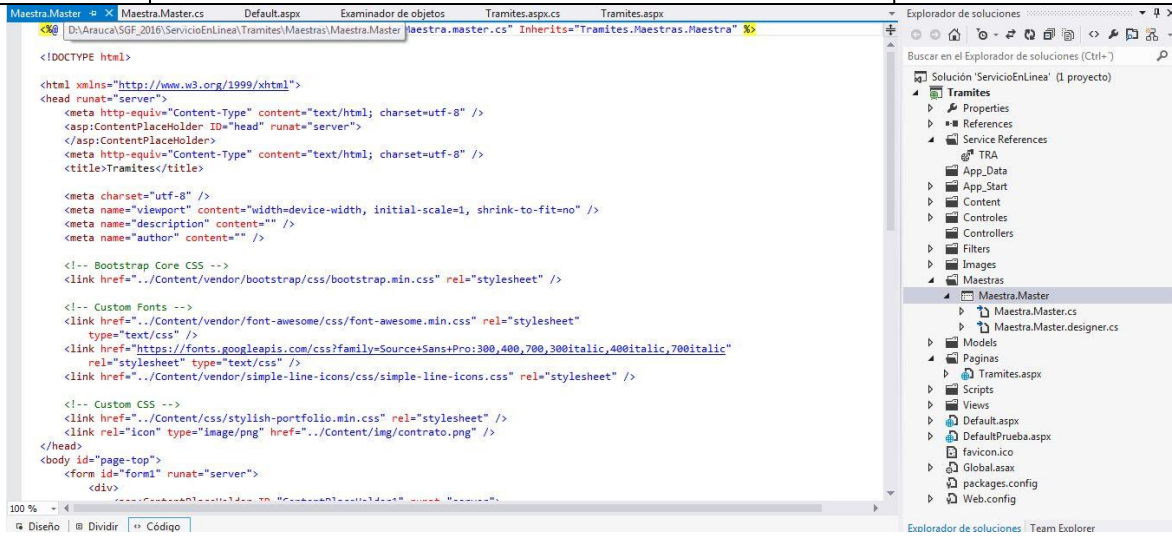 Maestra.Master Maestra.Master.cs Default.aspx Examinador de objetos Tramites.aspx.cs Tramites.aspx
<%@ D:\Arauca\SGF_2016\ServicioEnLinea\Tramites\Maestras\Maestra.Master Maestra.master.cs" Inherits="Tramites.Maestras.Maestra" %>
<!DOCTYPE html>
<html xmlns="http://www.w3.org/1999/xhtml">
<head runat="server">
<meta http-equiv="Content-Type" content="text/html; charset=utf-8" />
<asp:ContentPlaceHolder ID="head" runat="server">
</asp:ContentPlaceHolder>
<meta http-equiv="Content-Type" content="text/html; charset=utf-8" />
<title>Tramites</title>
<meta charset="utf-8" />
<meta name="viewport" content="width=device-width, initial-scale=1, shrink-to-fit=no" />
<meta name="description" content="" />
<meta name="author" content="" />
<!-- Bootstrap Core CSS -->
<link href="../Content/vendor/bootstrap/css/bootstrap.min.css" rel="stylesheet" />
<!-- Custom Fonts -->
<link href="../Content/vendor/font-awesome/css/font-awesome.min.css" rel="stylesheet"
type="text/css" />
<link href="https://fonts.googleapis.com/css?family=Source+Sans+Pro:300,400,700,300italic,400italic,700italic"
rel="stylesheet" type="text/css" />
<link href="../Content/vendor/simple-line-icons/css/simple-line-icons.css" rel="stylesheet" />
<!-- Custom CSS -->
<link href="../Content/css/stylish-portfolio.min.css" rel="stylesheet" />
<link rel="icon" type="image/png" href="../Content/img/contrato.png" />
</head>
<body id="page-top">
<form id="form1" runat="server">
<div>
100 %
Diseño Dividir Código
Explorador de soluciones
Buscar en el Explorador de soluciones (Ctrl+¨)
Solución 'ServicioEnLinea' (1 proyecto)
Tramites
Properties
References
Service References
TRA
App_Data
App_Start
Content
Controles
Controllers
Filters
Images
Maestras
Maestra.Master
Maestra.Master.cs
Maestra.Master.designer.cs
Models
Paginas
Tramites.aspx
Scripts
Views
Default.aspx
DefaultPrueba.aspx
favicon.ico
Global.asax
packages.config
Web.config
Explorador de soluciones Team Explorer